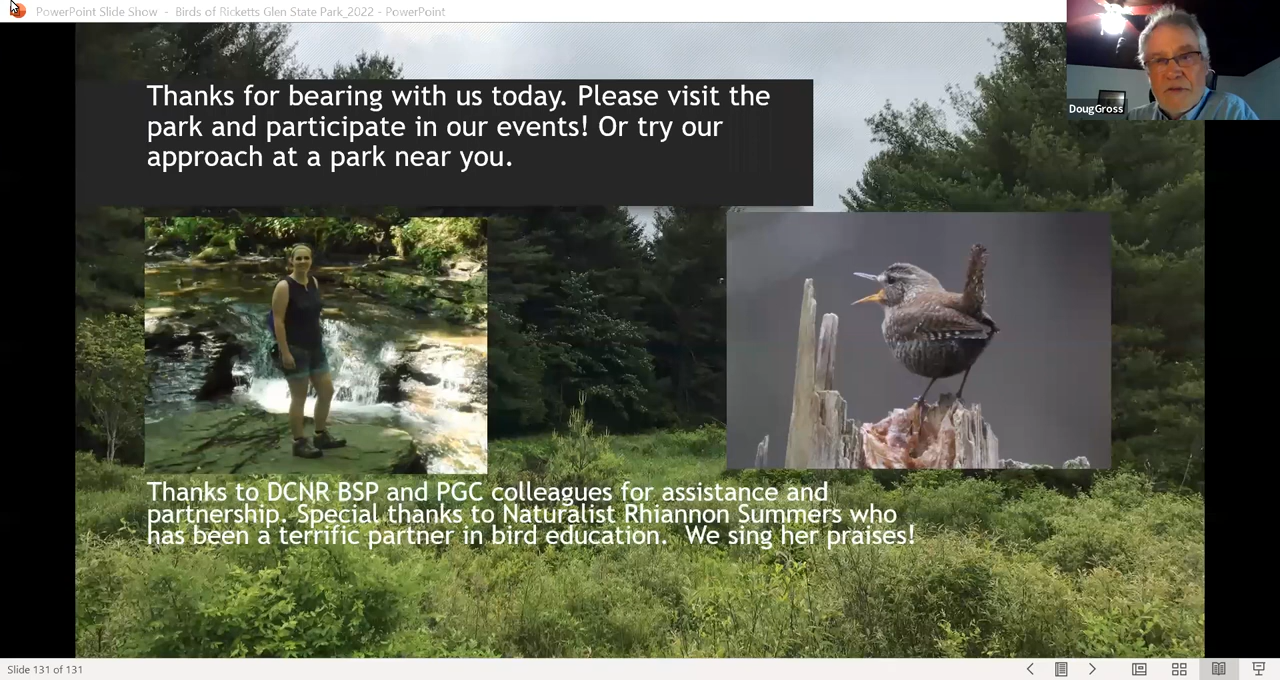 PowerPoint Slide Show - Birds of Ricketts Glen State Park_2022 - PowerPoint
DougGross
Thanks for bearing with us today. Please visit the
park and participate in our events! Or try our
approach at a park near you.
Thanks to DCNR BSP and PGC colleagues for assistance and
partnership. Special thanks to Naturalist Rhiannon Summers who
has been a terrific partner in bird education.  We sing her praises!
Slide 131 of 131